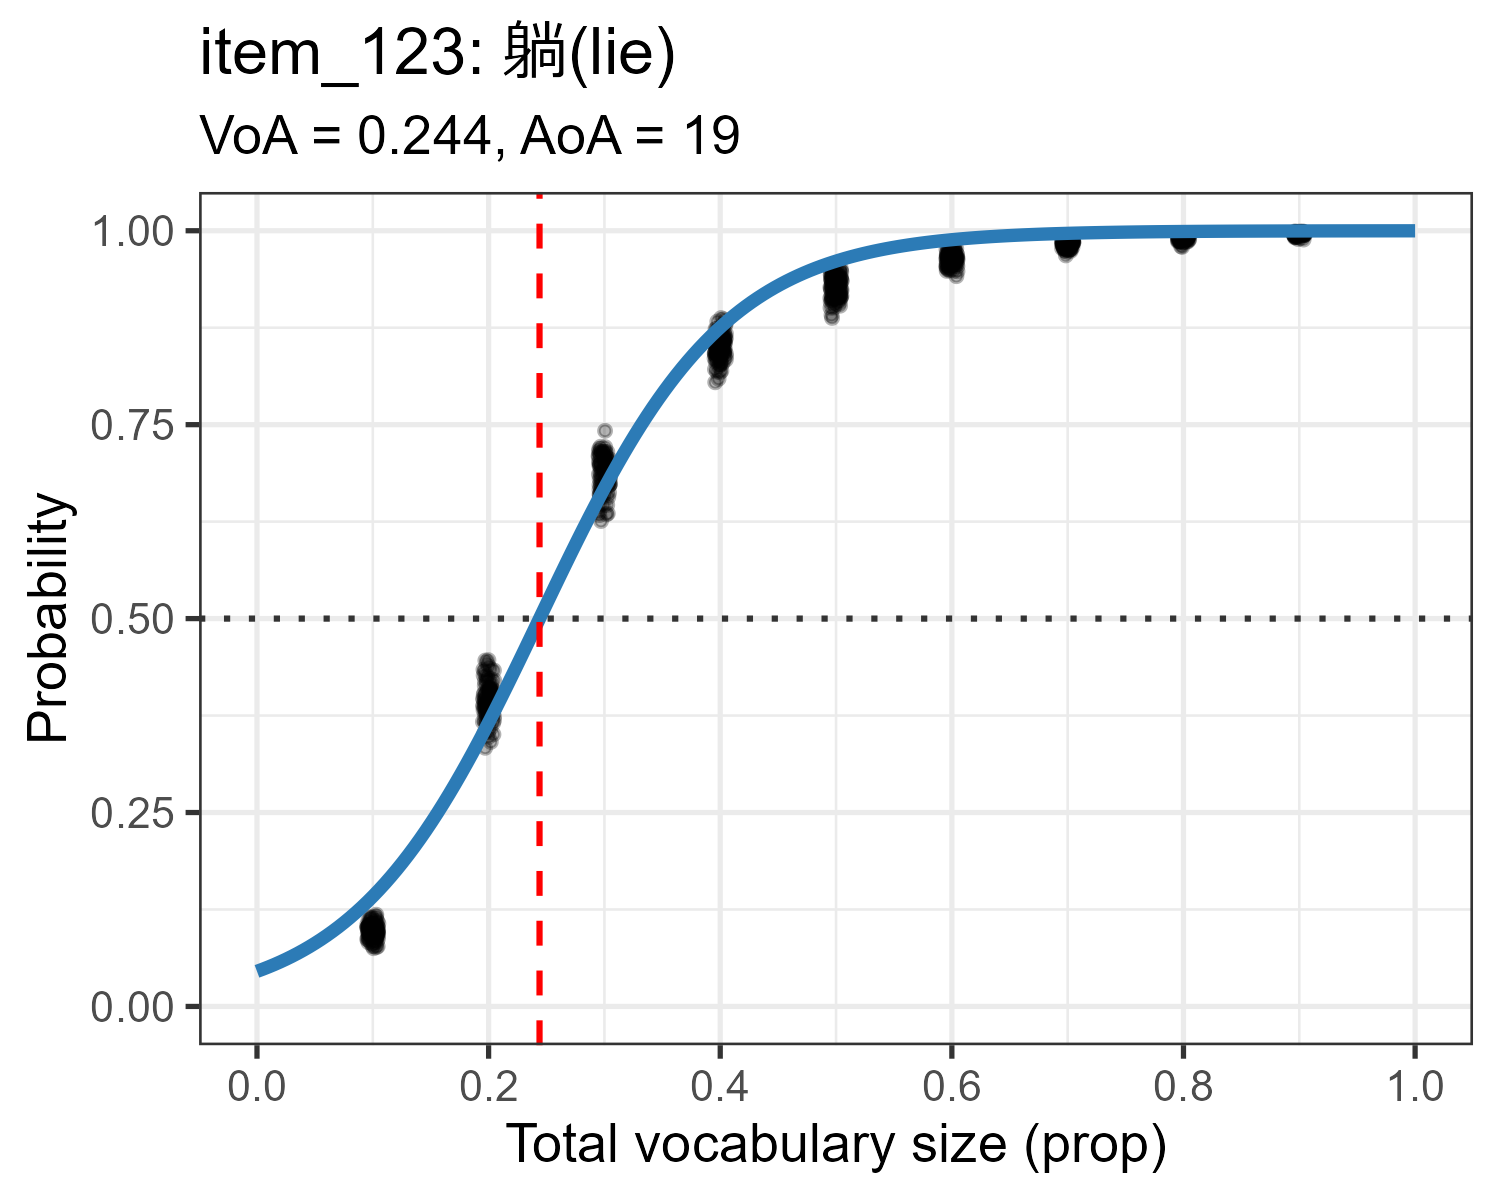 item_123: 躺(lie)
VoA = 0.244, AoA = 19
Probability
1.00
0.75
0.50
0.25
0.00
0.0 0.2 0.4 0.6 0.8 1.0
Total vocabulary size (prop)